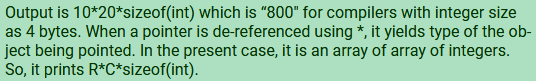 Output is 10*20*sizeof(int) which is “800" for compilers with integer size
as 4 bytes. When a pointer is de-referenced using *, it yields type of the ob-
ject being pointed. In the present case, it is an array of array of integers.
So, it prints R*C*sizeof(int).